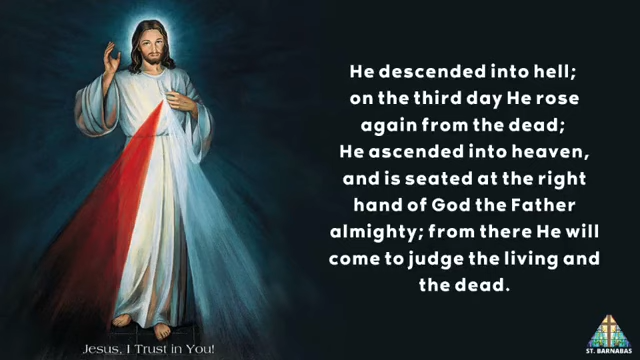 He descended into hell;
on the third day He rose
again from the dead;
He ascended into heaven,
and is seated at the right
hand of God the Father
almighty; from there He will
come to judge the living and
the dead.
Jesus, I Trust in You!
ST. BARNABAS